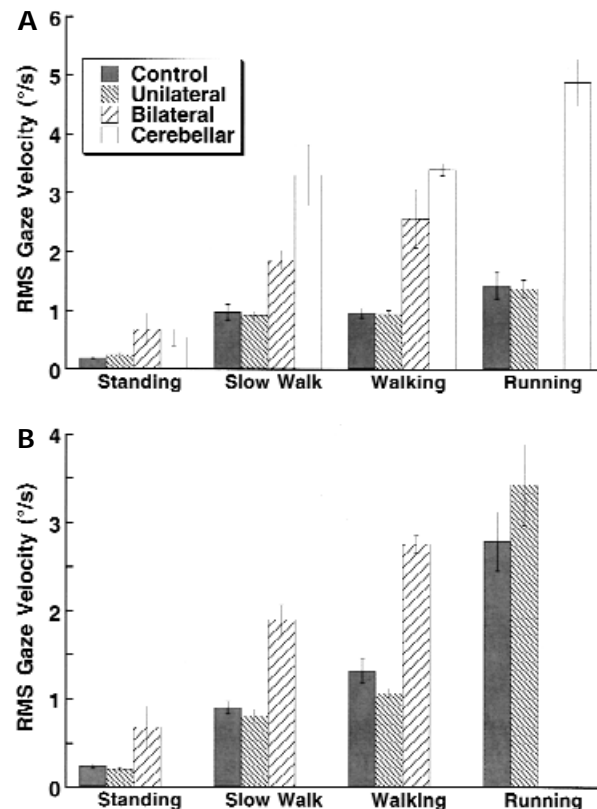 A
RMS Gaze Velocity (°/s)
6
5
4
3
2
1
0
Control
Unilateral
Bilateral
Cerebellar
Standing Slow Walk Walking Running
B
RMS Gaze Velocity (°/s)
4
3
2
1
0
Standing Slow Walk Walking Running